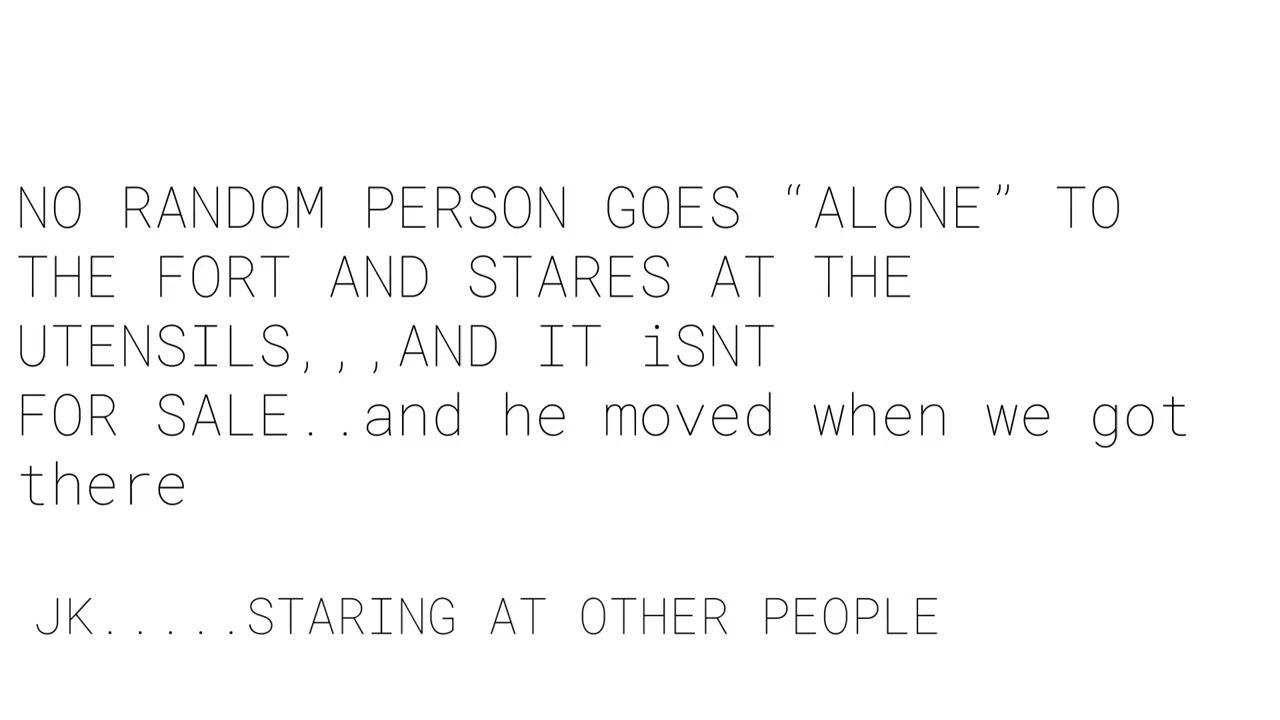 NO RANDOM PERSON GOES “ALONE” TO
THE FORT AND STARES AT THE
UTENSILS,,,AND IT iSNT
FOR SALE..and he moved when we got
there
JK.....STARING AT OTHER PEOPLE